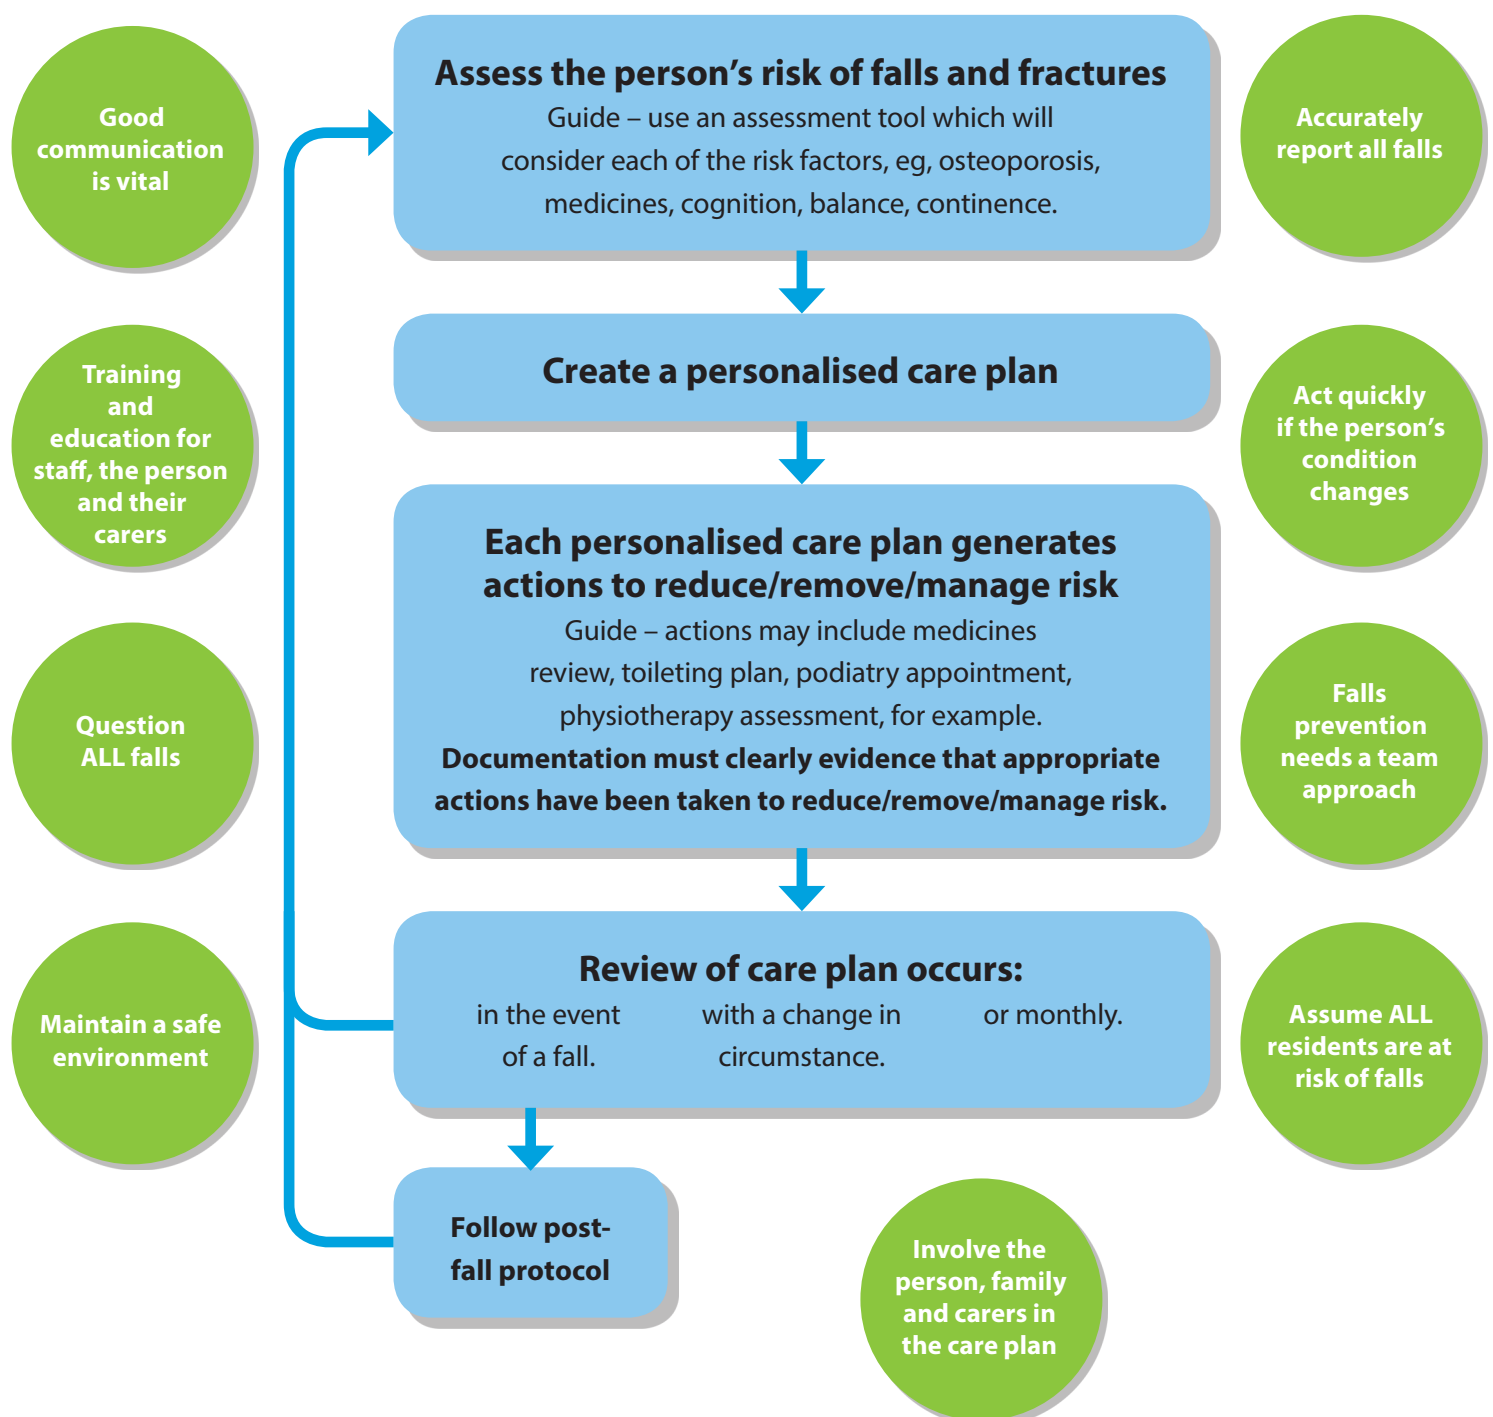 Good
communication
is vital
Training
and
education for
staff, the person
and their
carers
Question
ALL falls
Maintain a safe
environment
Assess the person’s risk of falls and fractures
Guide – use an assessment tool which will
consider each of the risk factors, eg, osteoporosis,
medicines, cognition, balance, continence.
Create a personalised care plan
Each personalised care plan generates
actions to reduce/remove/manage risk
Guide – actions may include medicines
review, toileting plan, podiatry appointment,
physiotherapy assessment, for example.
Documentation must clearly evidence that appropriate
actions have been taken to reduce/remove/manage risk.
Review of care plan occurs:
in the event
of a fall.
with a change in
circumstance.
or monthly.
Follow post-
fall protocol
Accurately
report all falls
Act quickly
if the person’s
condition
changes
Falls
prevention
needs a team
approach
Assume ALL
residents are at
risk of falls
Involve the
person, family
and carers in
the care plan